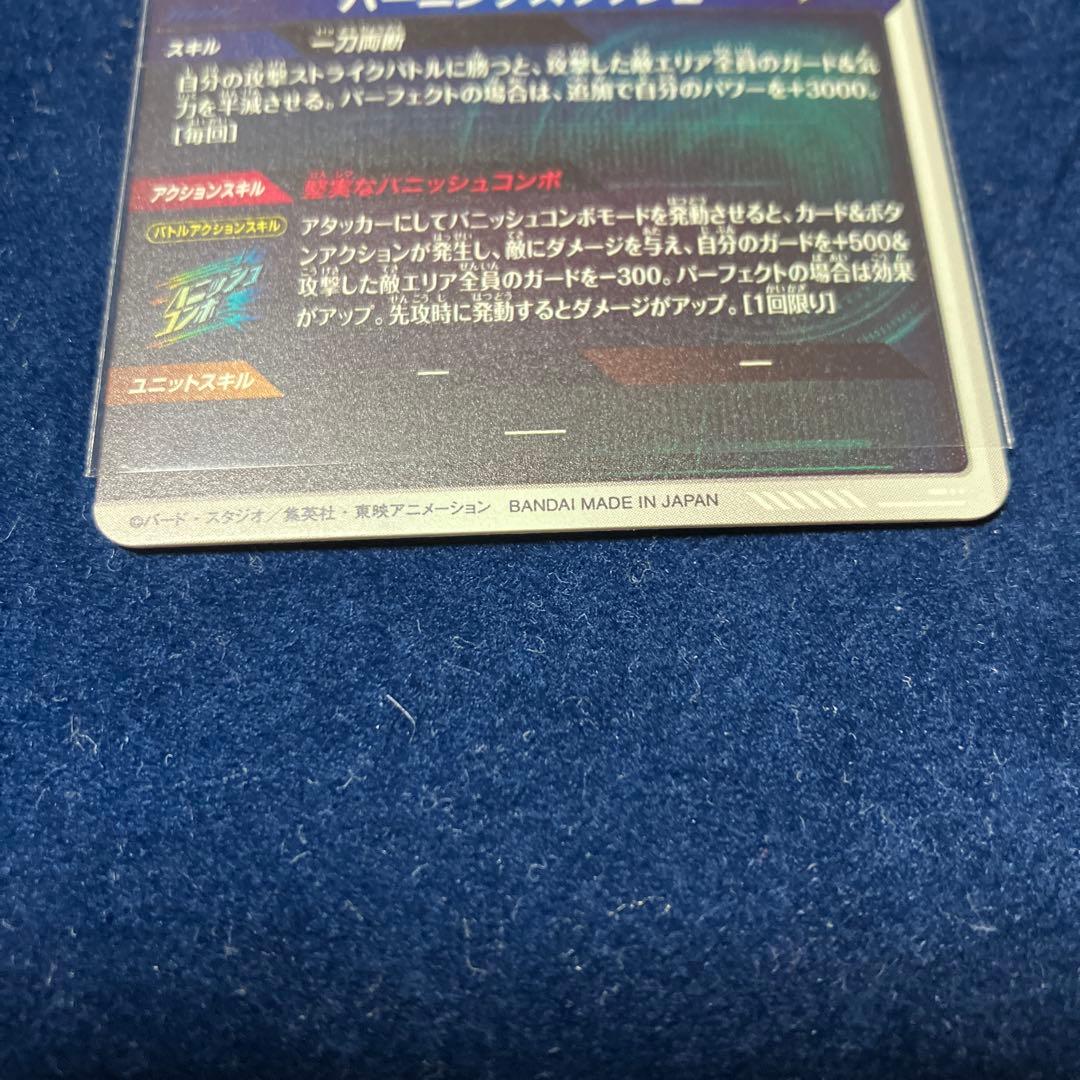 バーニングスラッシュ
スキル
一刀両断
自分の攻撃ストライクバトルに勝つと、攻撃した敵エリア全員のガード&気
力を半減させる。パーフェクトの場合は、追加で自分のパワーを+3000。
[毎回]
アクションスキル
堅実なバニッシュコンボ
バトルアクションスキル
アタッカーにしてバニッシュコンボモードを発動させると、カード&ボタ
ンアクションが発生し、敵にダメージを与え、自分のガードを+500&
攻撃した敵エリア全員のガードを-300。パーフェクトの場合は効果
がアップ。先攻時に発動するとダメージがアップ。[1回限り]
バニッシュ
コンボ
ユニットスキル
—
—
—
©バード・スタジオ/集英社・東映アニメーション BANDAI MADE IN JAPAN